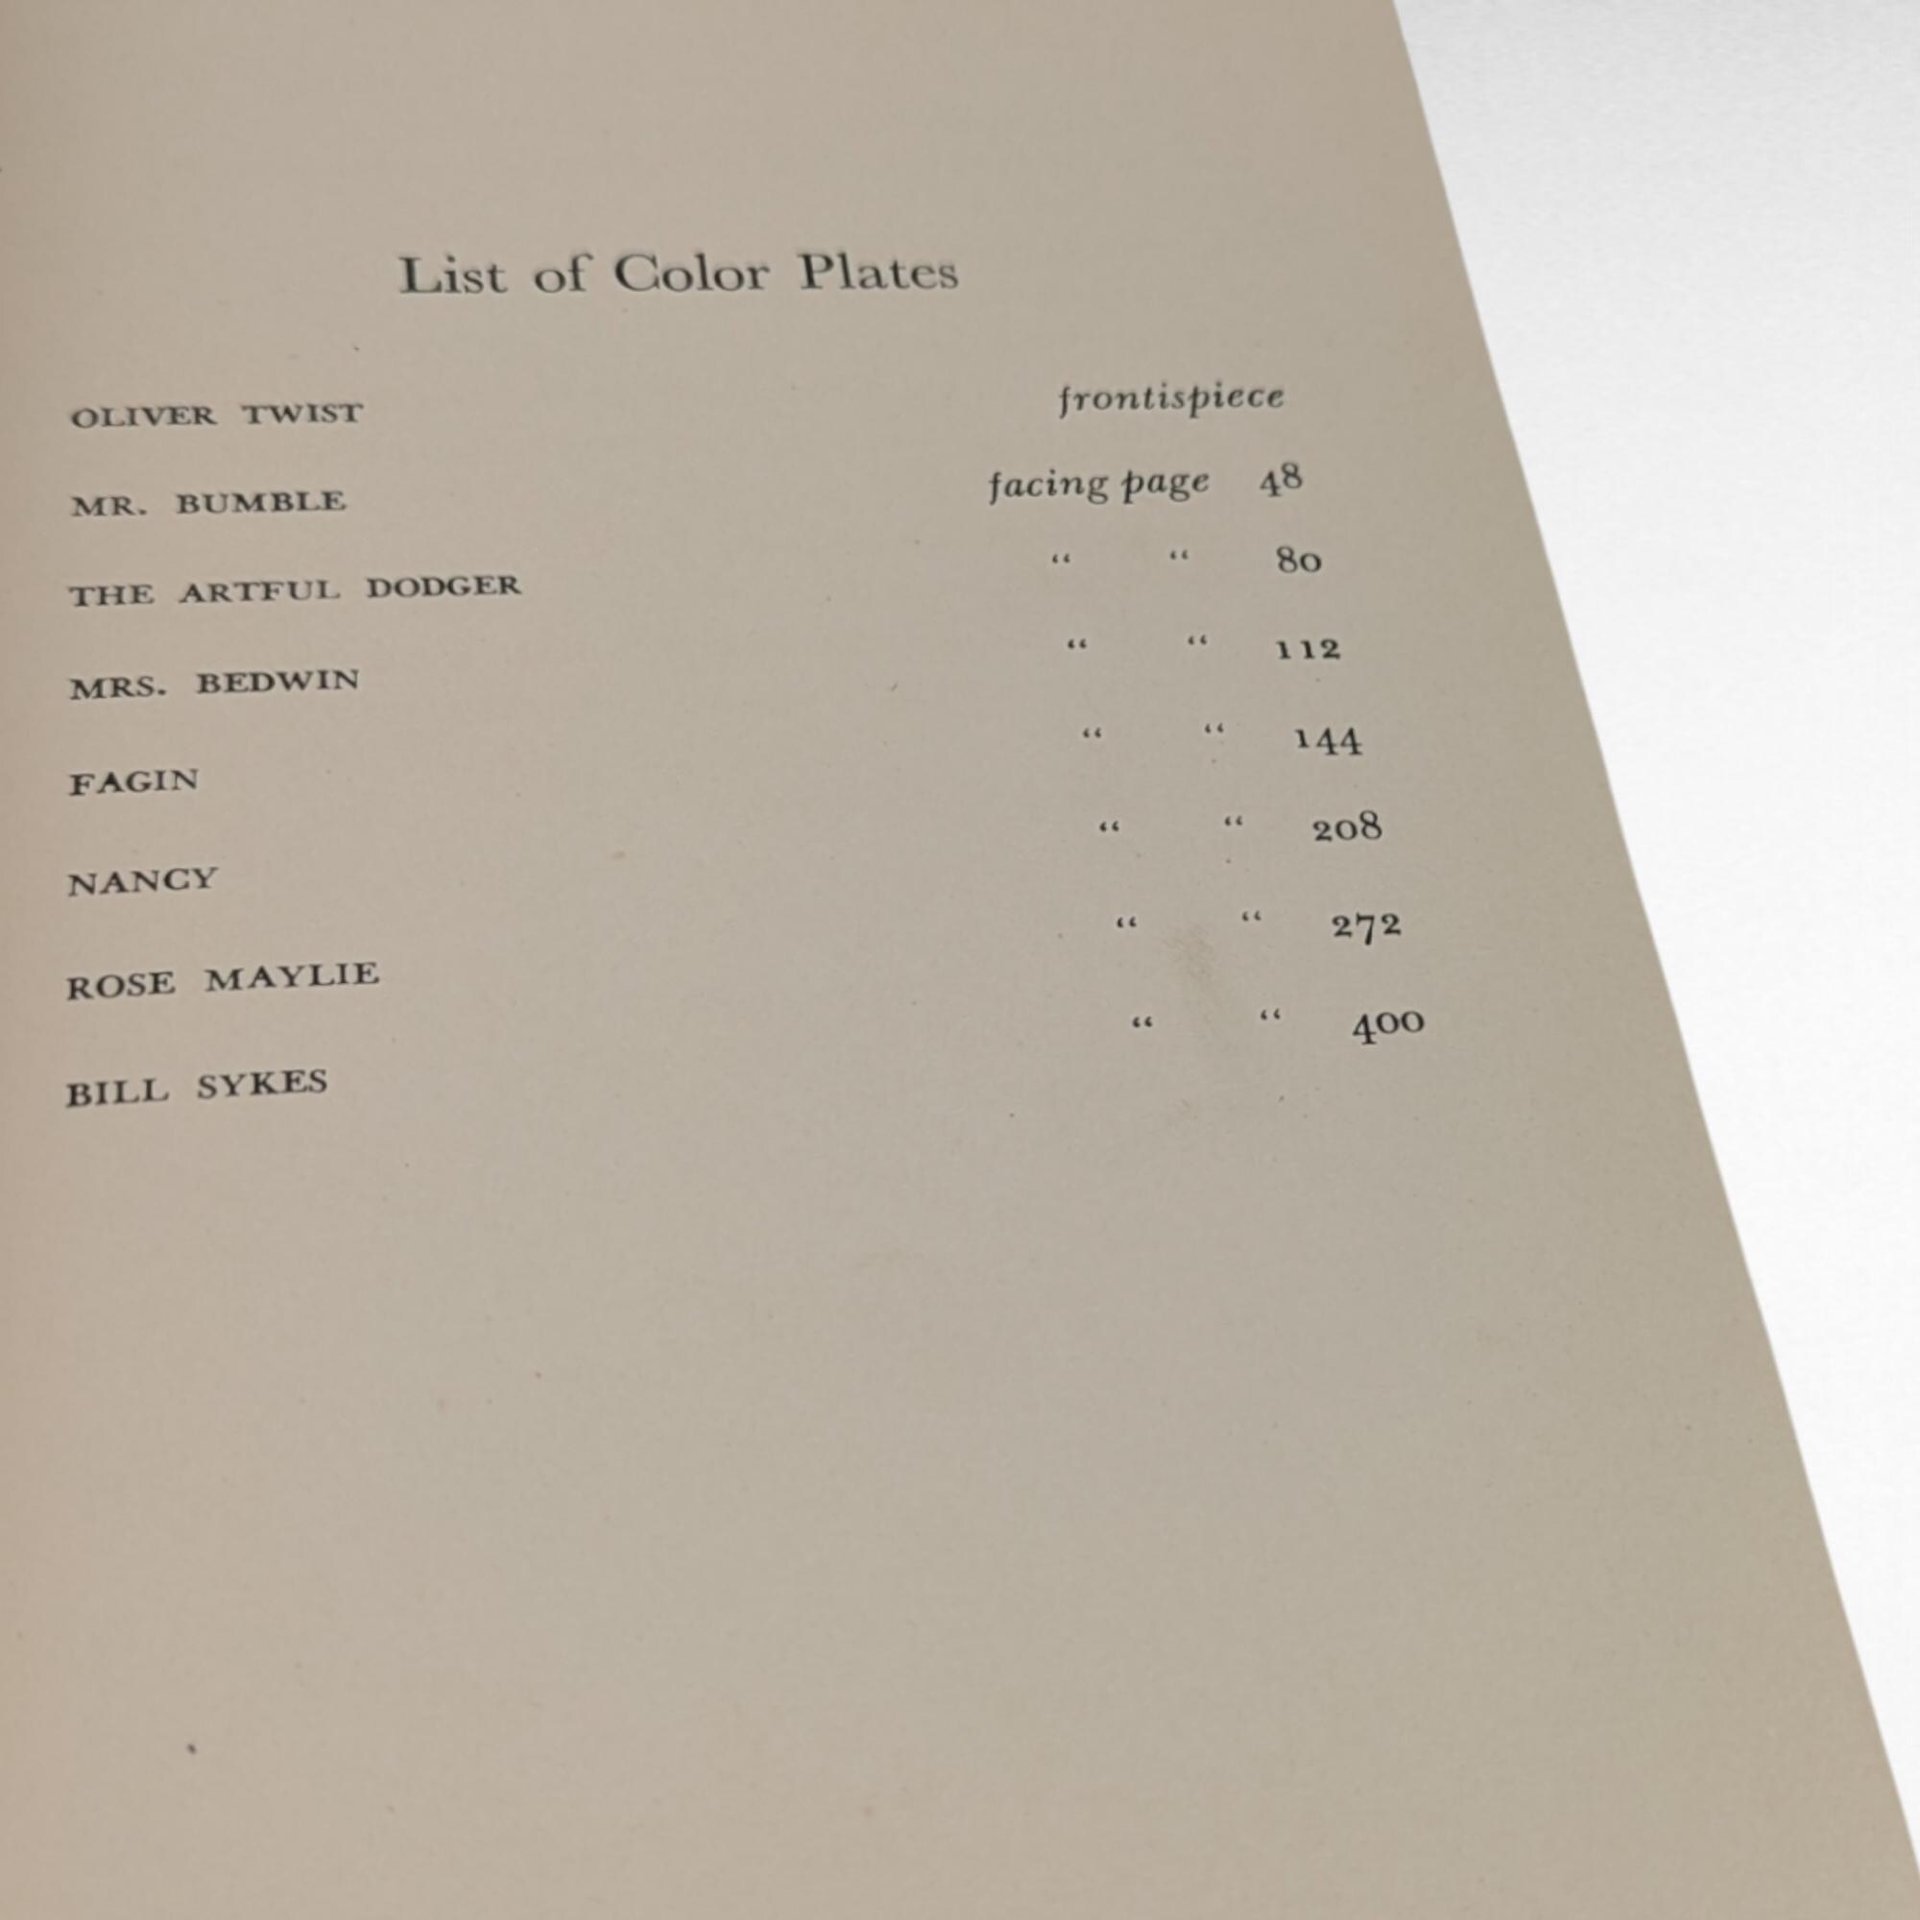 List of Color Plates
OLIVER TWIST frontispiece
MR. BUMBLE facing page 48
THE ARTFUL DODGER “ “ 80
MRS. BEDWIN “ “ 112
FAGIN “ “ 144
NANCY “ “ 208
ROSE MAYLIE “ “ 272
BILL SYKES “ “ 400